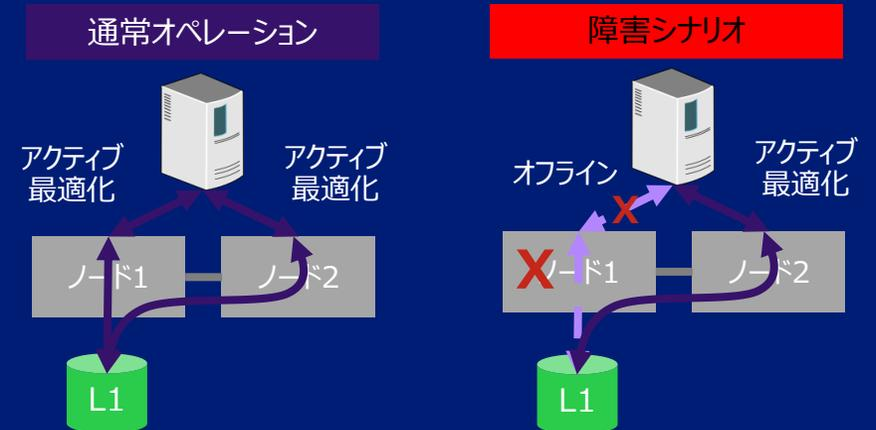 通常オペレーション
アクティブ
最適化
アクティブ
最適化
ノード1
ノード2
L1
障害シナリオ
オフライン
アクティブ
最適化
X
X
ノード1
ノード2
L1